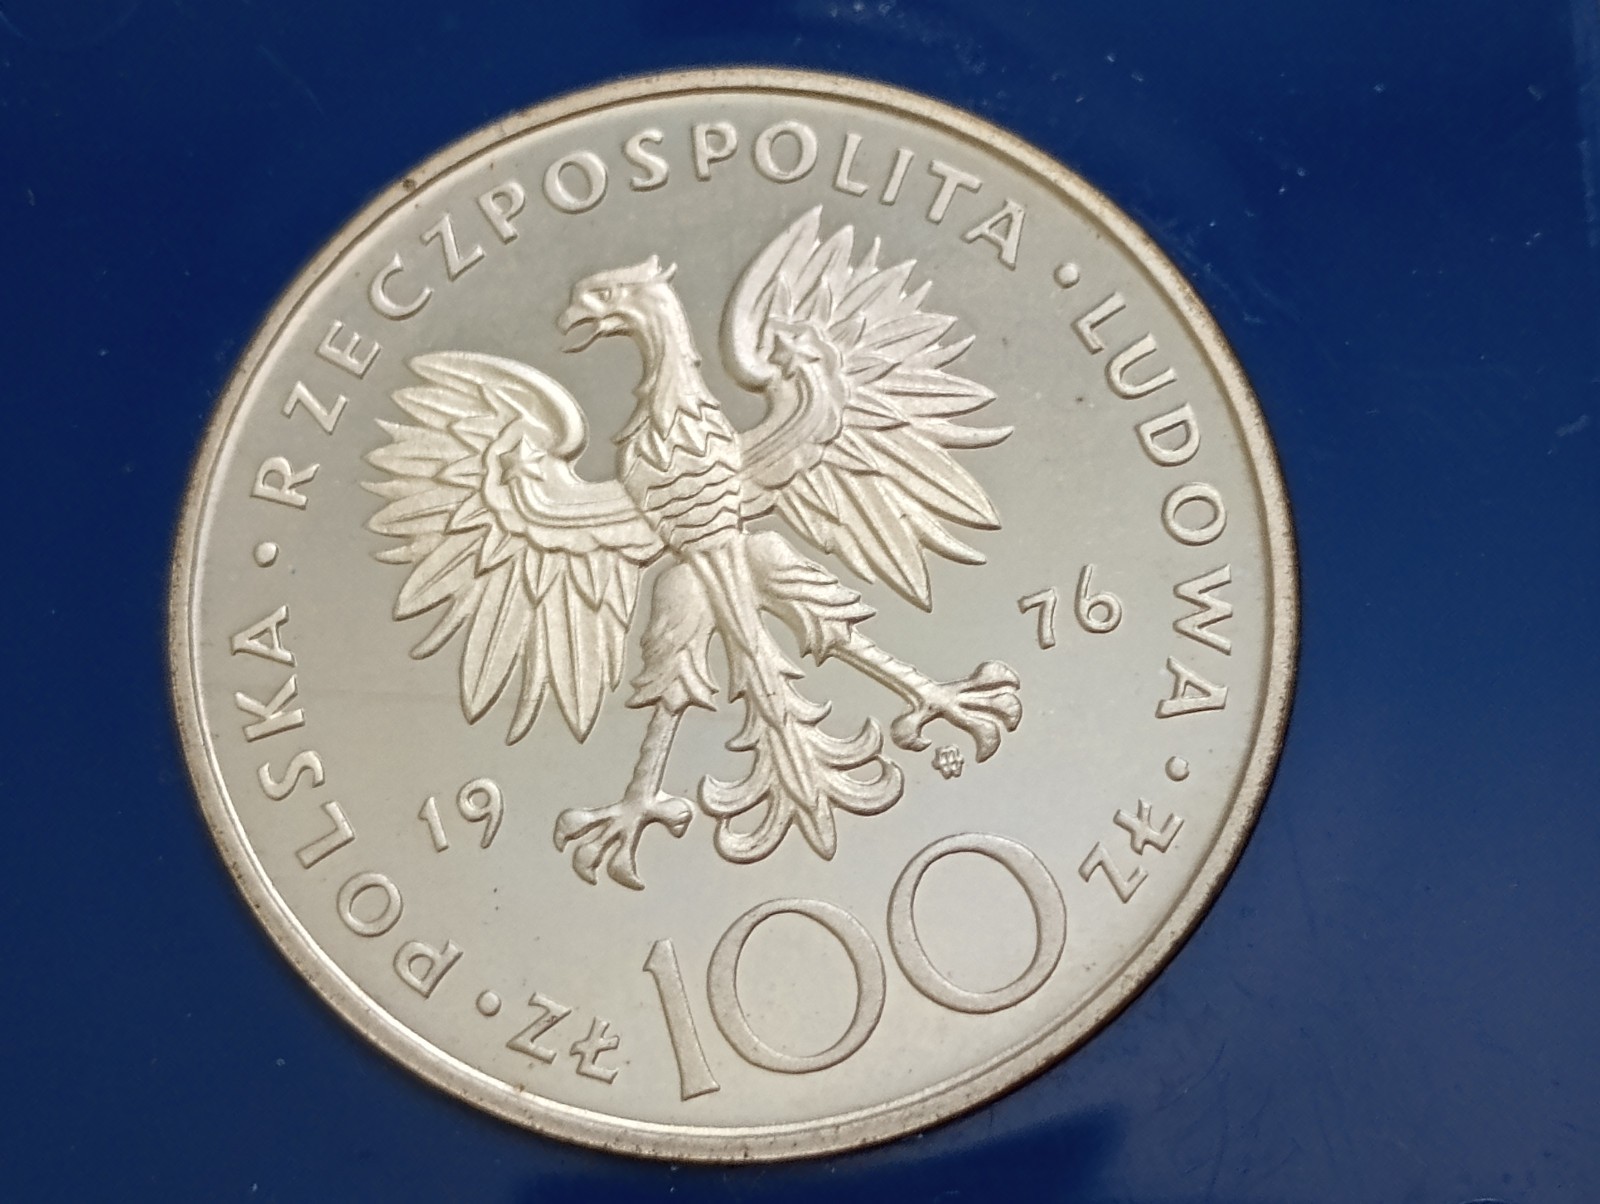 POLSKA · RZECZPOSPOLITA · LUDOWA
19 76
ZŁ 100 ZŁ